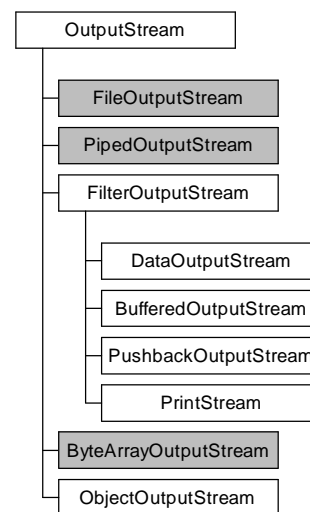 OutputStream
FileOutputStream
PipedOutputStream
FilterOutputStream
DataOutputStream
BufferedOutputStream
PushbackOutputStream
PrintStream
ByteArrayOutputStream
ObjectOutputStream